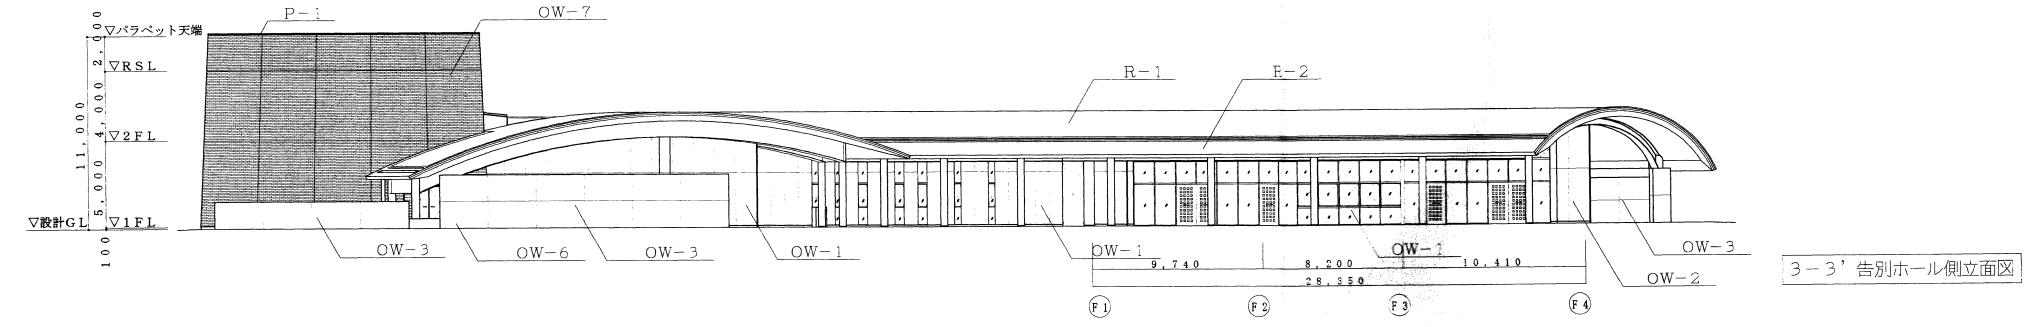 P-1
OW-7
▽パラペット天端
▽RSL
▽2FL
▽1FL
▽設計GL
2,000
4,000
5,000
11,000
100
R-1
R-2
OW-3
OW-6
OW-3
OW-1
OW-1
OW-1
OW-3
OW-2
9,740
8,200
10,410
28,350
F1
F2
F3
F4
3-3’告別ホール側立面図